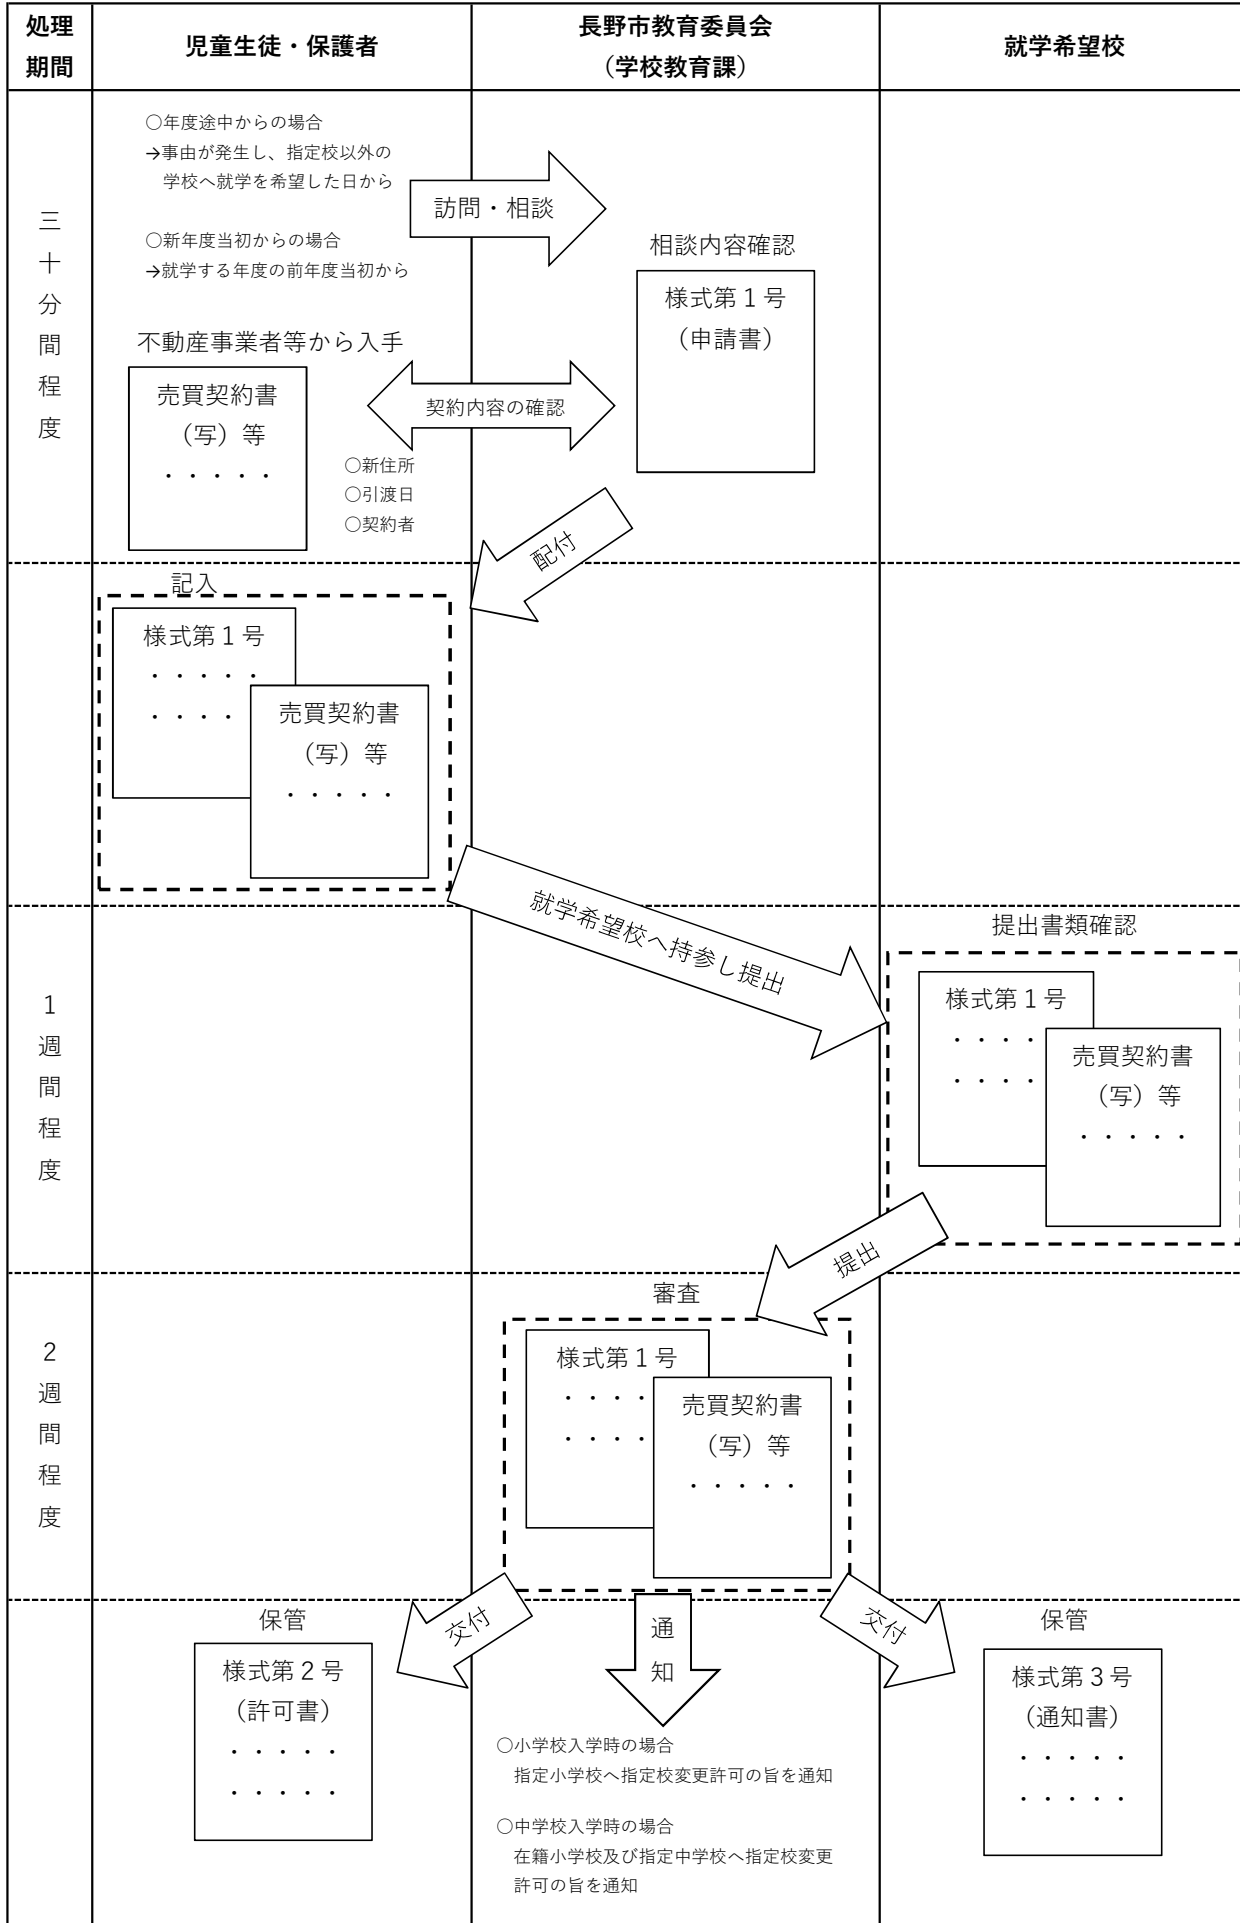 処理
期間
児童生徒・保護者
長野市教育委員会
（学校教育課）
就学希望校
三十分間程度
○年度途中からの場合
→事由が発生し、指定校以外の
学校へ就学を希望した日から
○新年度当初からの場合
→就学する年度の前年度当初から
訪問・相談
相談内容確認
様式第１号
（申請書）
不動産事業者等から入手
売買契約書
（写）等
・・・・・
契約内容の確認
○新住所
○引渡日
○契約者
配付
記入
様式第１号
・・・・・
・・・・
売買契約書
（写）等
・・・・・
就学希望校へ持参し提出
1週間程度
提出書類確認
様式第１号
・・・・
・・・・
売買契約書
（写）等
・・・・・
提出
2週間程度
審査
様式第１号
・・・・
・・・・
売買契約書
（写）等
・・・・・
交付
通知
交付
保管
様式第２号
（許可書）
・・・・・
・・・・・
○小学校入学時の場合
指定小学校へ指定校変更許可の旨を通知
○中学校入学時の場合
在籍小学校及び指定中学校へ指定校変更
許可の旨を通知
保管
様式第３号
（通知書）
・・・・・
・・・・・